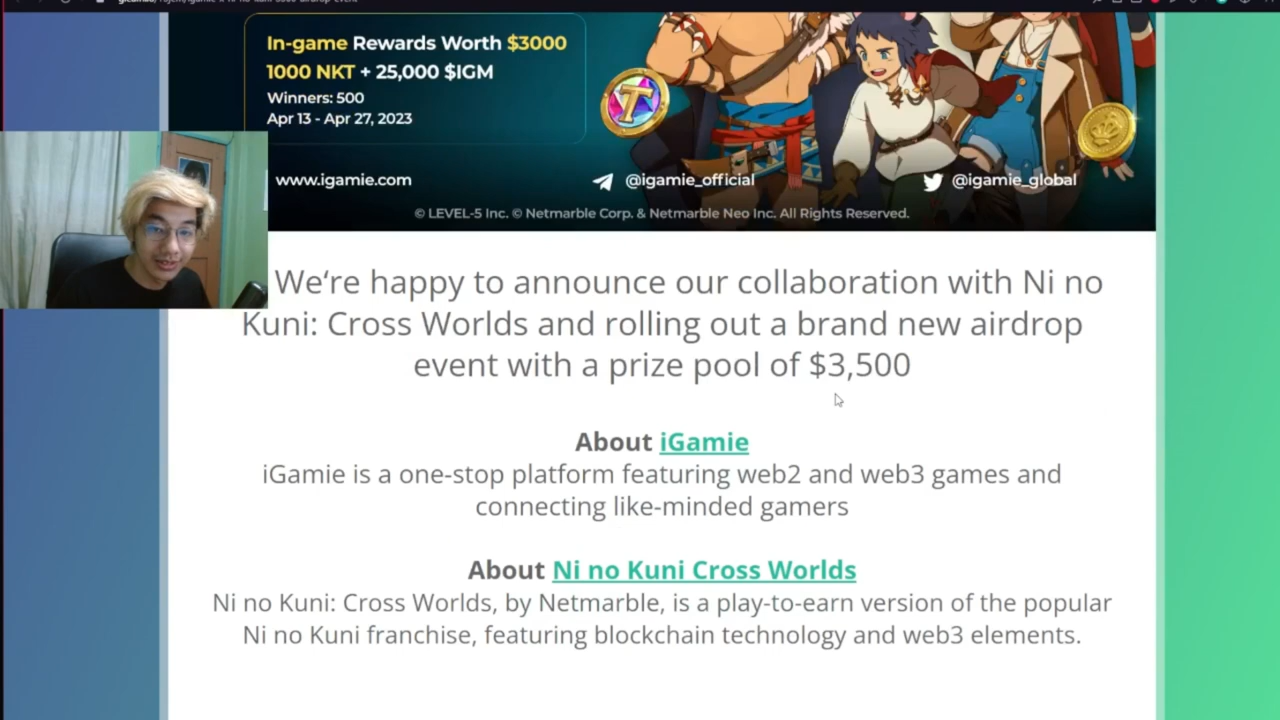 In-game Rewards Worth $3000
1000 NKT + 25,000 $IGM
Winners: 500
Apr 13 - Apr 27, 2023
www.igamie.com
@igamie_official
@igamie_global
© LEVEL-5 Inc. © Netmarble Corp. & Netmarble Neo Inc. All Rights Reserved.
We're happy to announce our collaboration with Ni no
Kuni: Cross Worlds and rolling out a brand new airdrop
event with a prize pool of $3,500
About iGamie
iGamie is a one-stop platform featuring web2 and web3 games and
connecting like-minded gamers
About Ni no Kuni Cross Worlds
Ni no Kuni: Cross Worlds, by Netmarble, is a play-to-earn version of the popular
Ni no Kuni franchise, featuring blockchain technology and web3 elements.